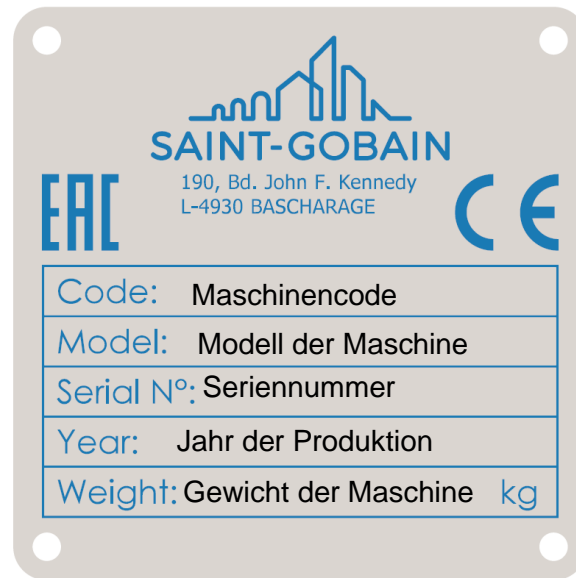 SAINT-GOBAIN
190, Bd. John F. Kennedy
L-4930 BASCHARAGE
EAC
CE
Code: Maschinencode
Model: Modell der Maschine
Serial N°: Seriennummer
Year: Jahr der Produktion
Weight: Gewicht der Maschine kg